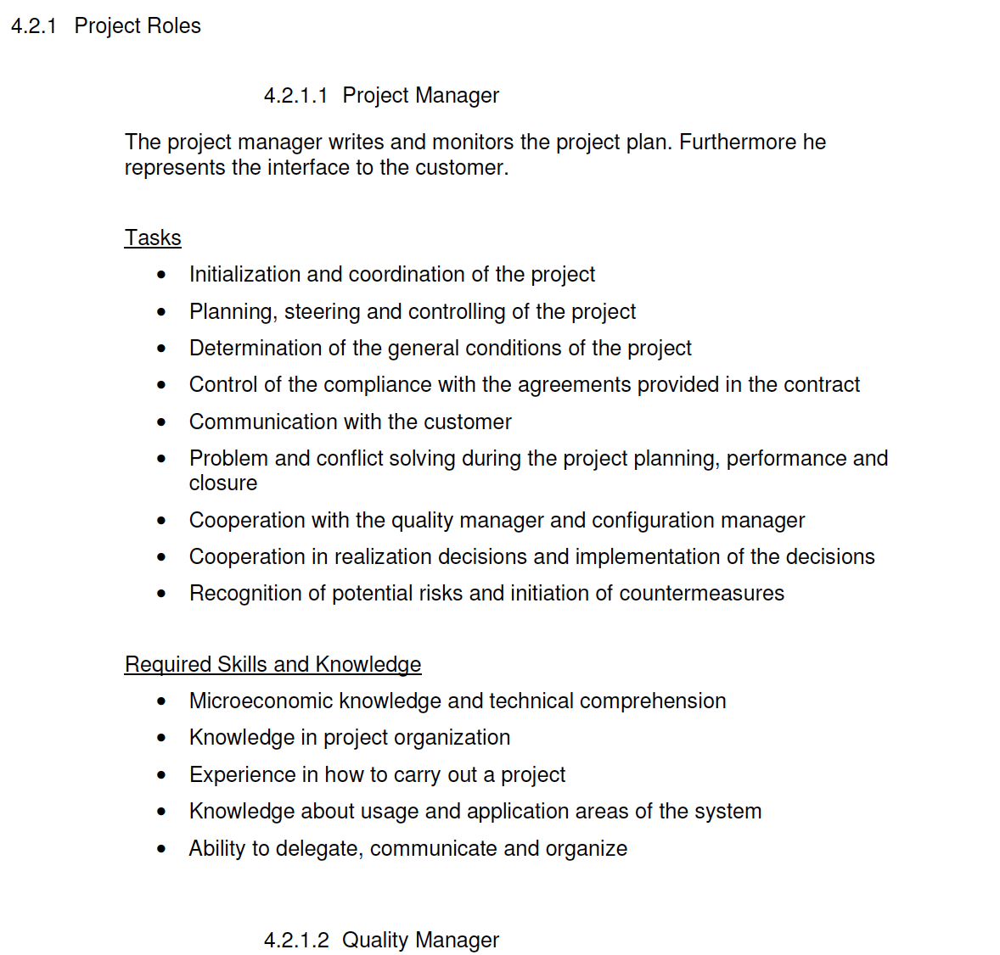 4.2.1 Project Roles
4.2.1.1 Project Manager
The project manager writes and monitors the project plan. Furthermore he
represents the interface to the customer.
Tasks
• Initialization and coordination of the project
• Planning, steering and controlling of the project
• Determination of the general conditions of the project
• Control of the compliance with the agreements provided in the contract
• Communication with the customer
• Problem and conflict solving during the project planning, performance and
closure
• Cooperation with the quality manager and configuration manager
• Cooperation in realization decisions and implementation of the decisions
• Recognition of potential risks and initiation of countermeasures
Required Skills and Knowledge
• Microeconomic knowledge and technical comprehension
• Knowledge in project organization
• Experience in how to carry out a project
• Knowledge about usage and application areas of the system
• Ability to delegate, communicate and organize
4.2.1.2 Quality Manager